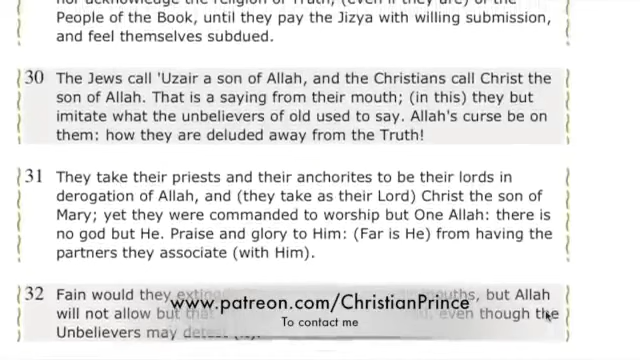 nor acknowledge the religion of Truth, (even if they are) of the
People of the Book, until they pay the Jizya with willing submission,
and feel themselves subdued.
30 The Jews call 'Uzair a son of Allah, and the Christians call Christ the
son of Allah. That is a saying from their mouth; (in this) they but
imitate what the unbelievers of old used to say. Allah's curse be on
them: how they are deluded away from the Truth!
31 They take their priests and their anchorites to be their lords in
derogation of Allah, and (they take as their Lord) Christ the son of
Mary; yet they were commanded to worship but One Allah: there is
no god but He. Praise and glory to Him: (Far is He) from having the
partners they associate (with Him).
32 Fain would they mouths, but Allah
will not allow but that even though the
Unbelievers may
www.patreon.com/ChristianPrince
To contact me